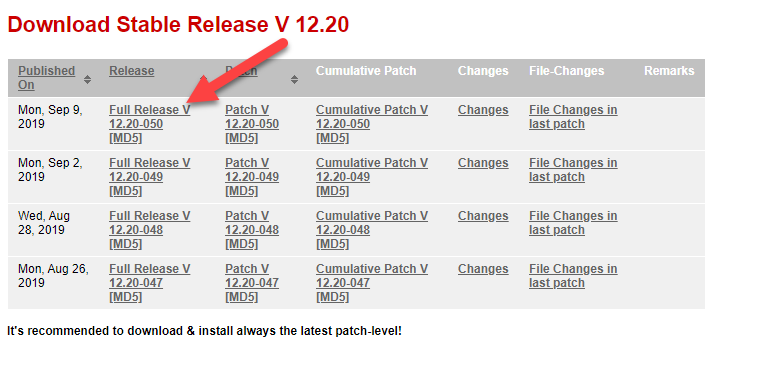 Download Stable Release V 12.20
Published On Release Patch Cumulative Patch Changes File-Changes Remarks
Mon, Sep 9, 2019 Full Release V 12.20-050 [MD5] Patch V 12.20-050 [MD5] Cumulative Patch V 12.20-050 [MD5] Changes File Changes in last patch
Mon, Sep 2, 2019 Full Release V 12.20-049 [MD5] Patch V 12.20-049 [MD5] Cumulative Patch V 12.20-049 [MD5] Changes File Changes in last patch
Wed, Aug 28, 2019 Full Release V 12.20-048 [MD5] Patch V 12.20-048 [MD5] Cumulative Patch V 12.20-048 [MD5] Changes File Changes in last patch
Mon, Aug 26, 2019 Full Release V 12.20-047 [MD5] Patch V 12.20-047 [MD5] Cumulative Patch V 12.20-047 [MD5] Changes File Changes in last patch
It's recommended to download & install always the latest patch-level!